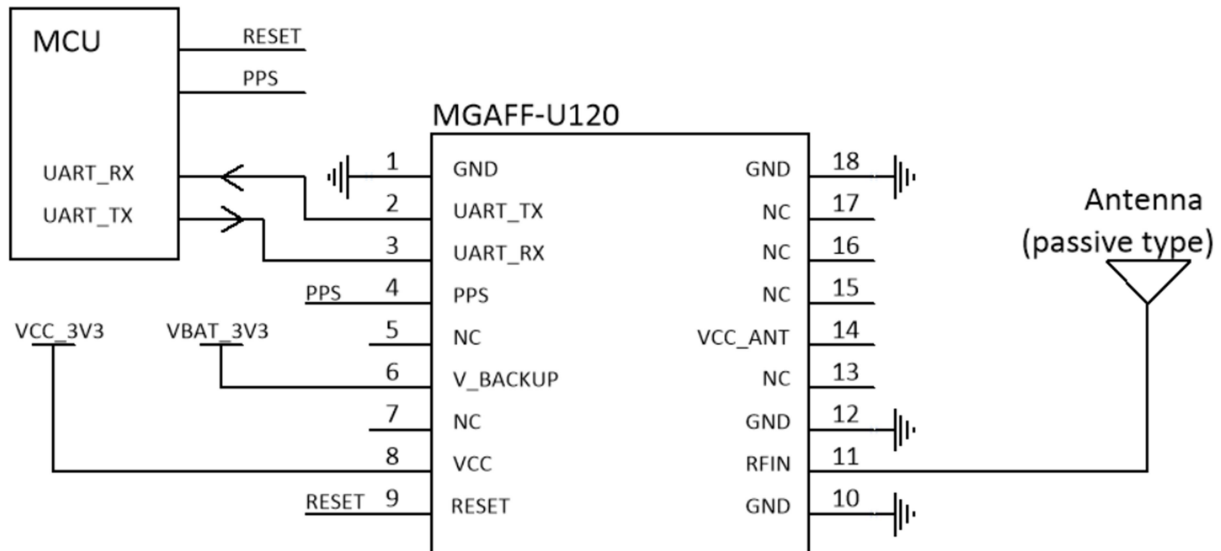 MCU
RESET
PPS
UART_RX
UART_TX
MGAFF-U120
1 GND
2 UART_TX
3 UART_RX
PPS 4 PPS
5 NC
VCC_3V3 VBAT_3V3
6 V_BACKUP
7 NC
8 VCC
RESET 9 RESET
GND 18
NC 17
NC 16
NC 15
VCC_ANT 14
NC 13
GND 12
RFIN 11
GND 10
Antenna
(passive type)